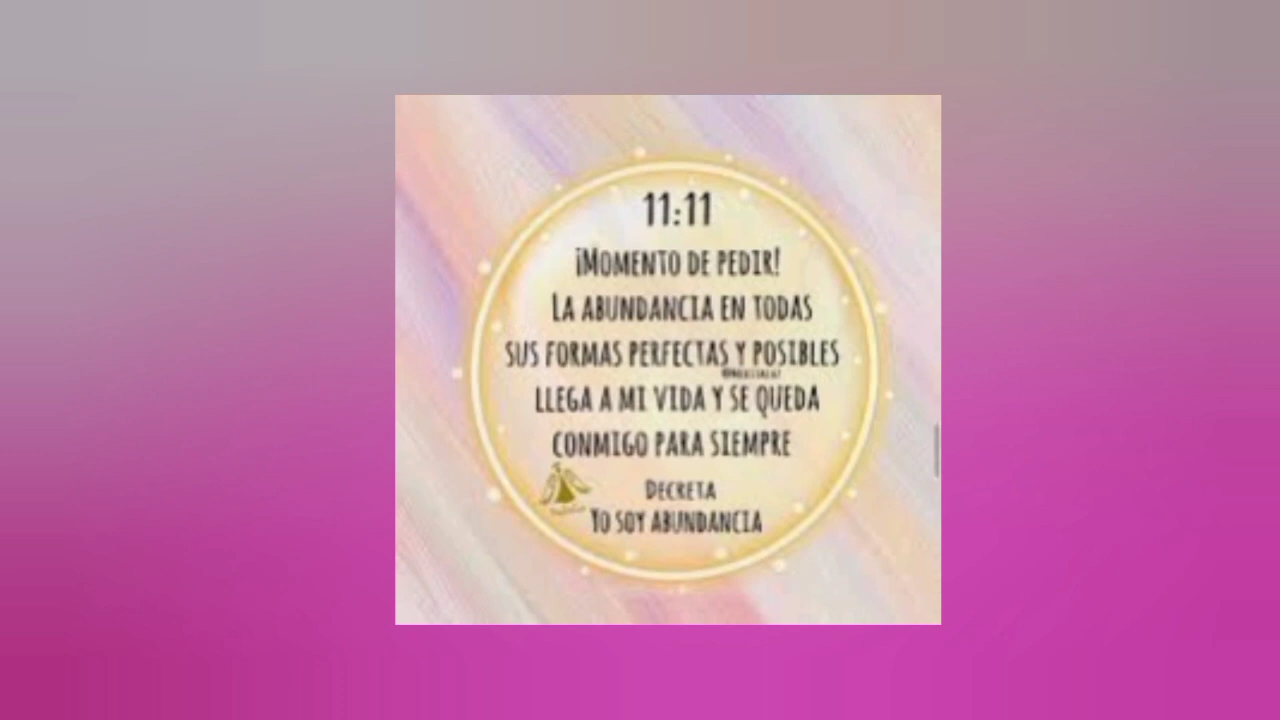 11:11
¡Momento de pedir!
La abundancia en todas
sus formas perfectas y posibles
llega a mi vida y se queda
conmigo para siempre
Decreta
Yo soy abundancia